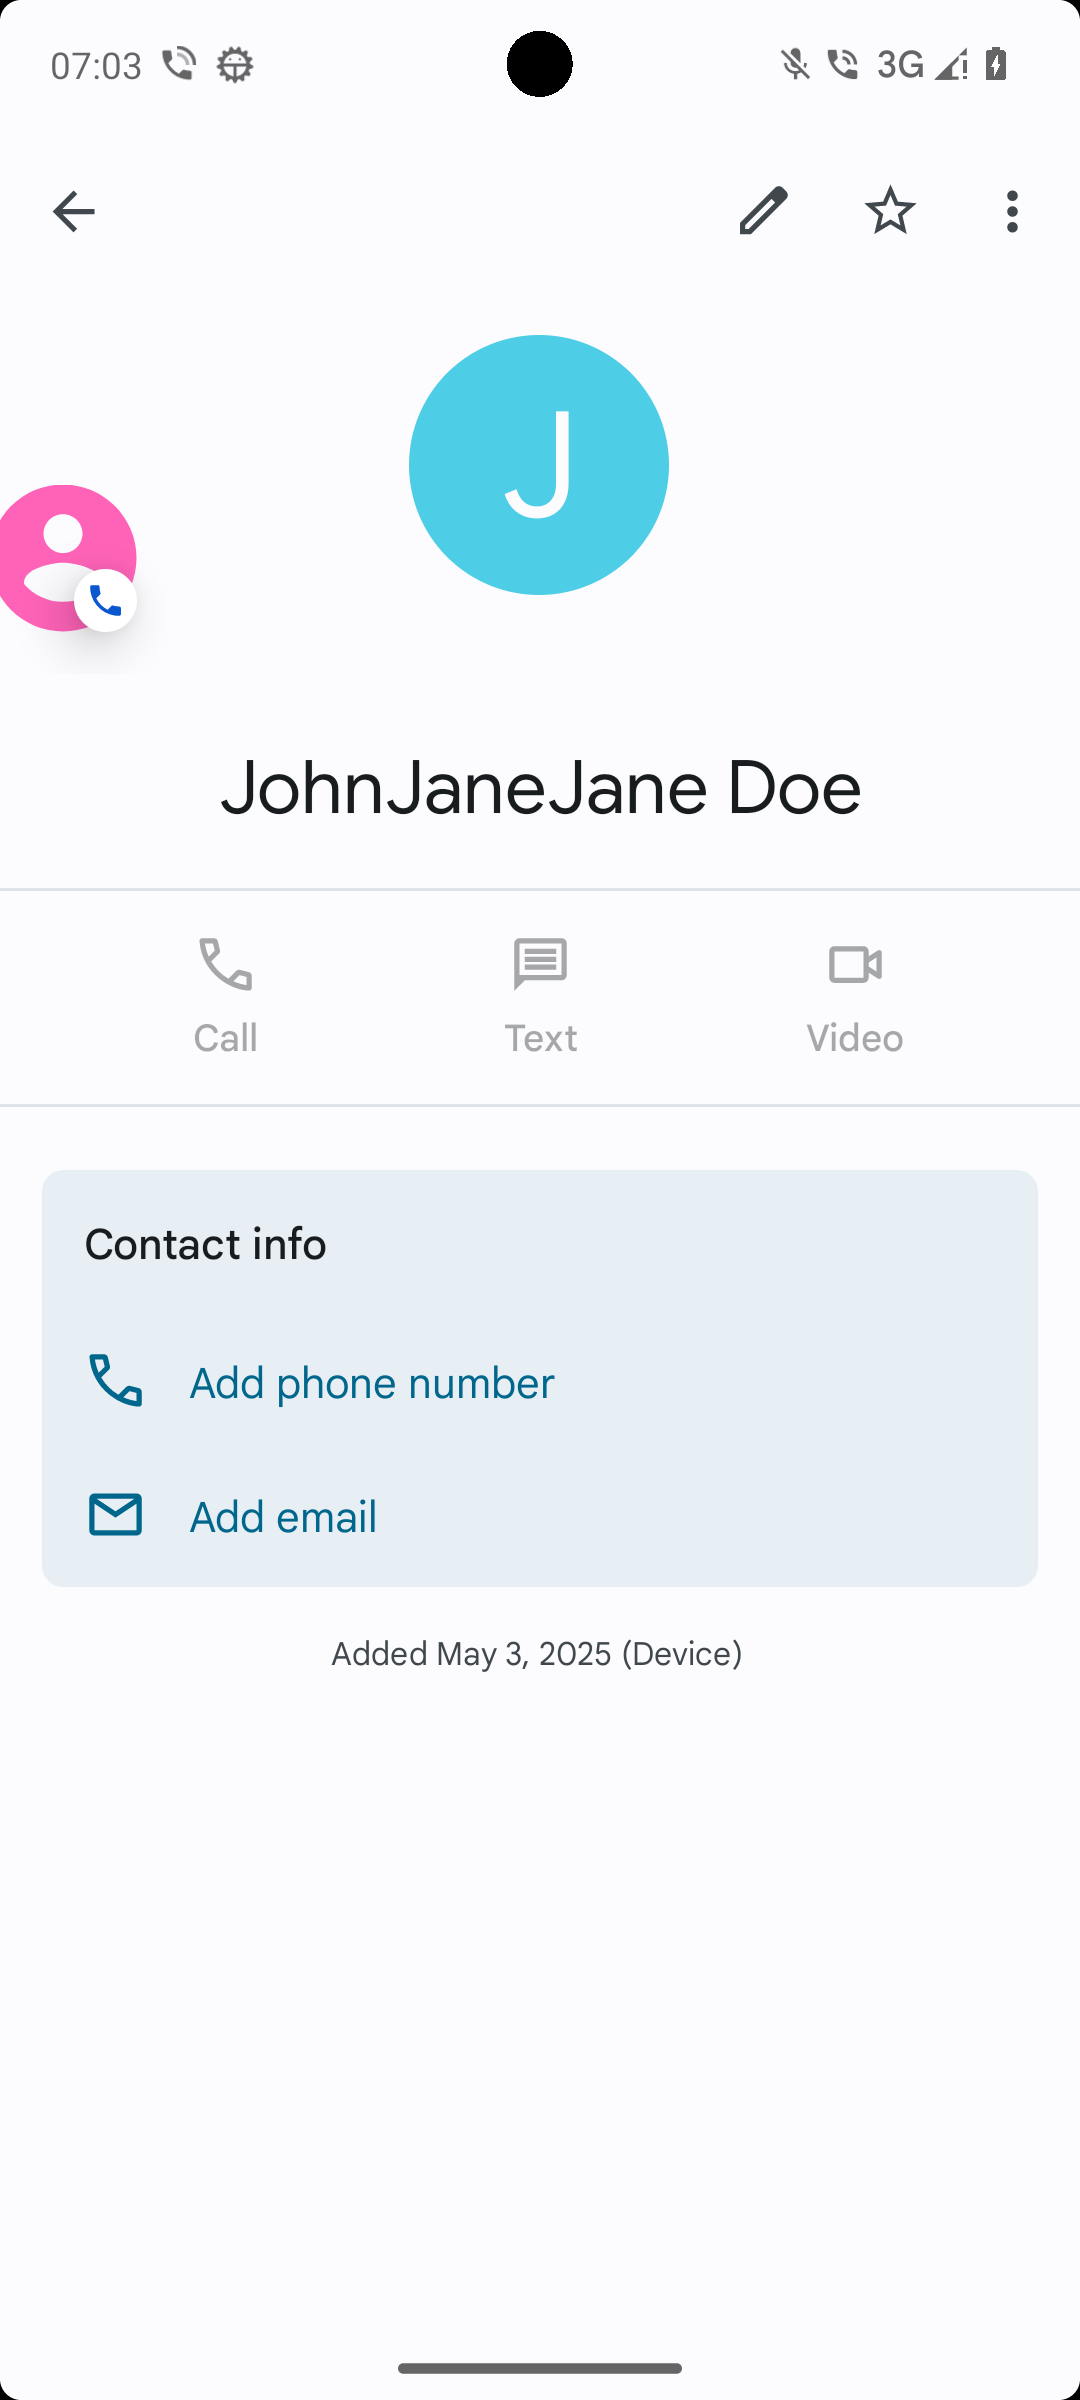 07:03
3G
J
JohnJaneJane Doe
Call
Text
Video
Contact info
Add phone number
Add email
Added May 3, 2025 (Device)